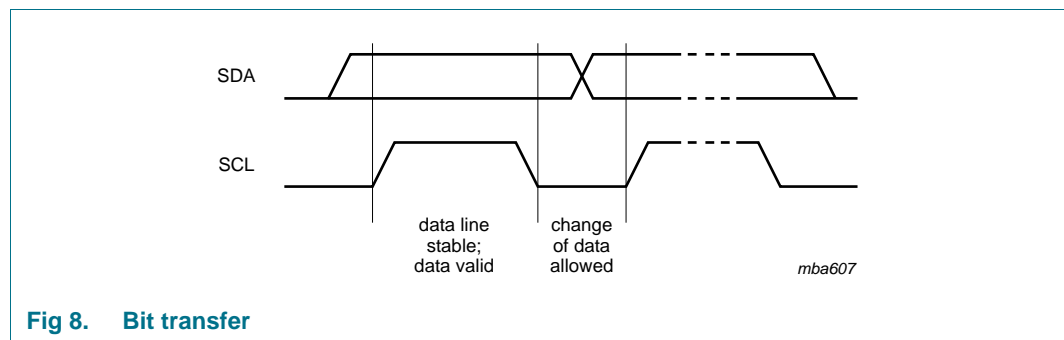 SDA
SCL
data line
stable;
data valid
change
of data
allowed
mba607
Fig 8. Bit transfer